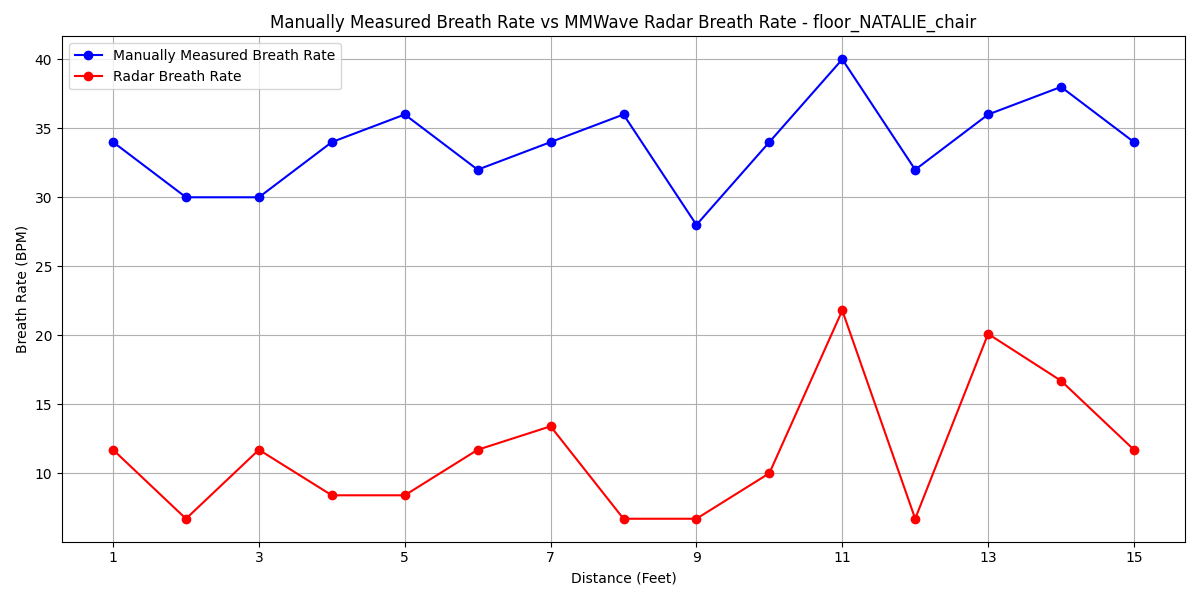 Manually Measured Breath Rate vs MMWave Radar Breath Rate - floor_NATALIE_chair
Manually Measured Breath Rate
Radar Breath Rate
40
35
30
25
20
15
10
Breath Rate (BPM)
1 3 5 7 9 11 13 15
Distance (Feet)